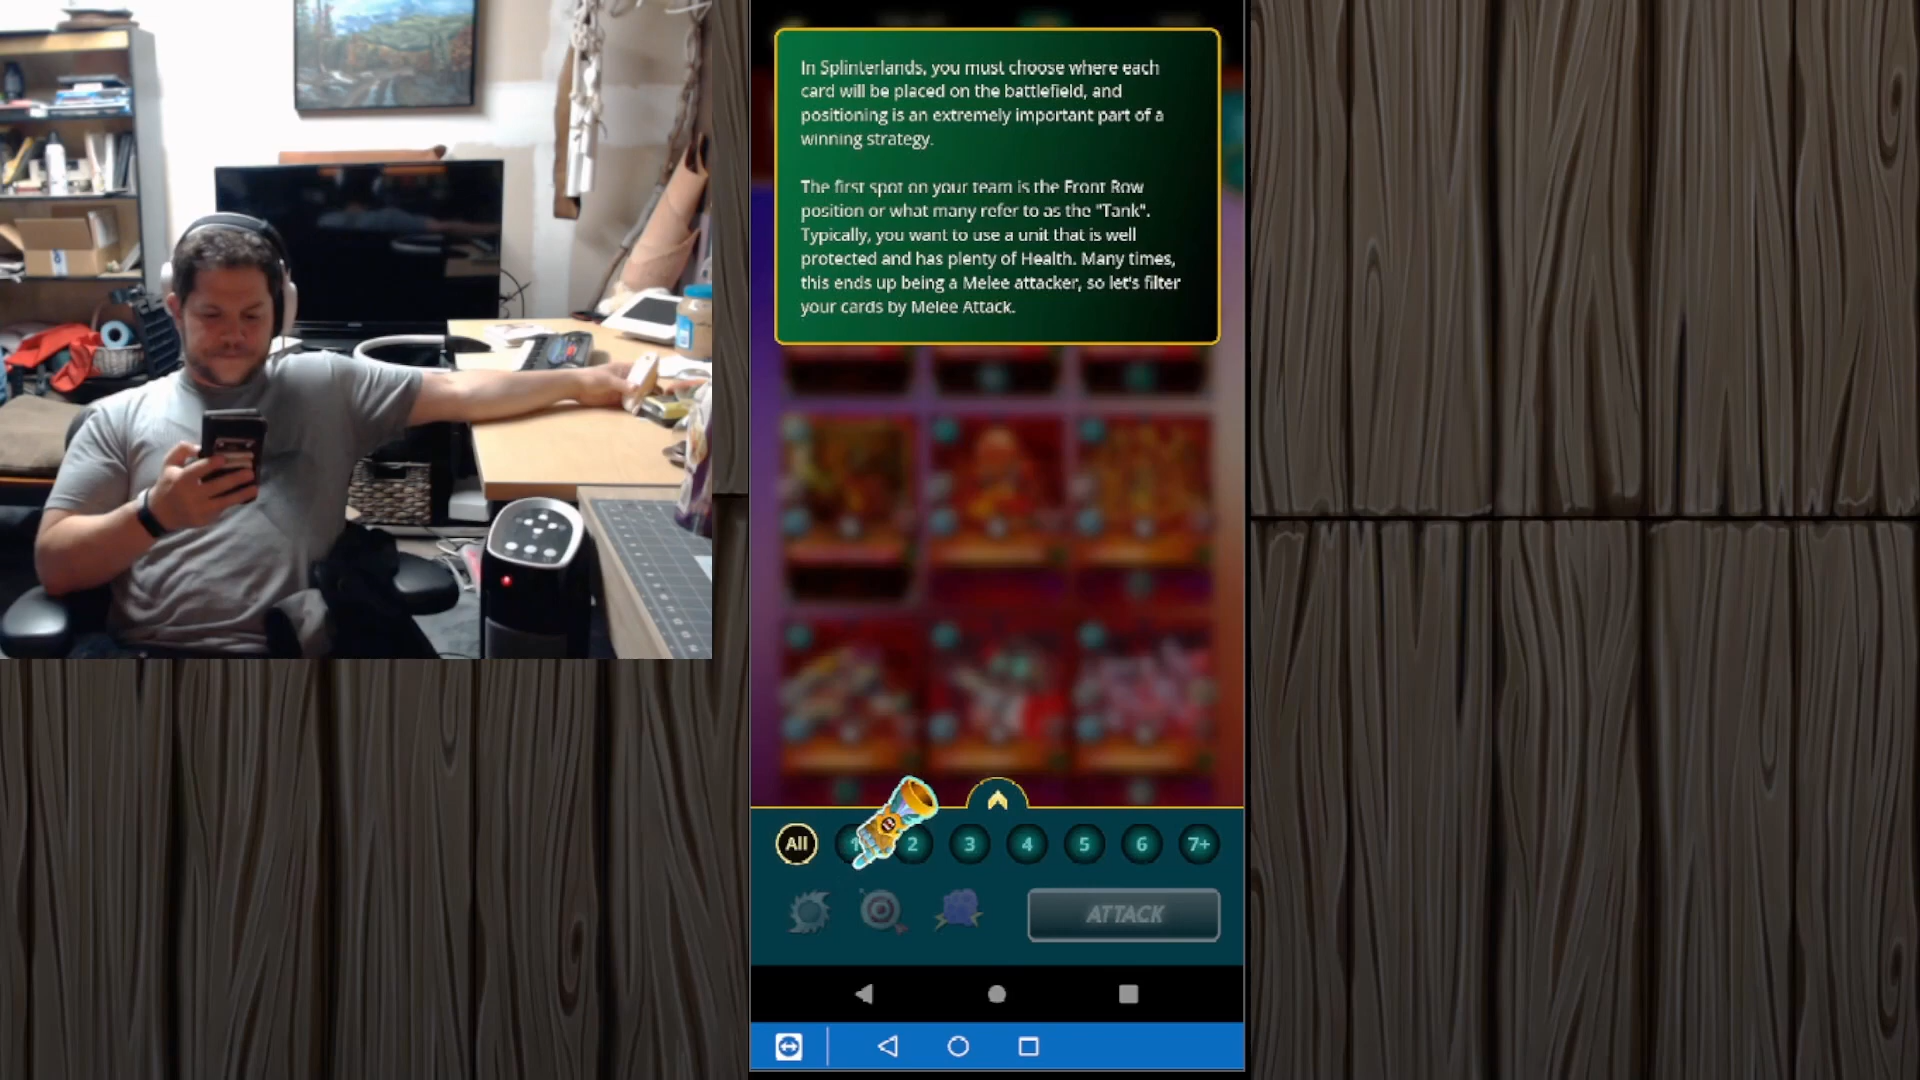 In Splinterlands, you must choose where each
card will be placed on the battlefield, and
positioning is an extremely important part of a
winning strategy.
The first spot on your team is the Front Row
position or what many refer to as the "Tank".
Typically, you want to use a unit that is well
protected and has plenty of Health. Many times,
this ends up being a Melee attacker, so let's filter
your cards by Melee Attack.
All 1 2 3 4 5 6 7+
ATTACK